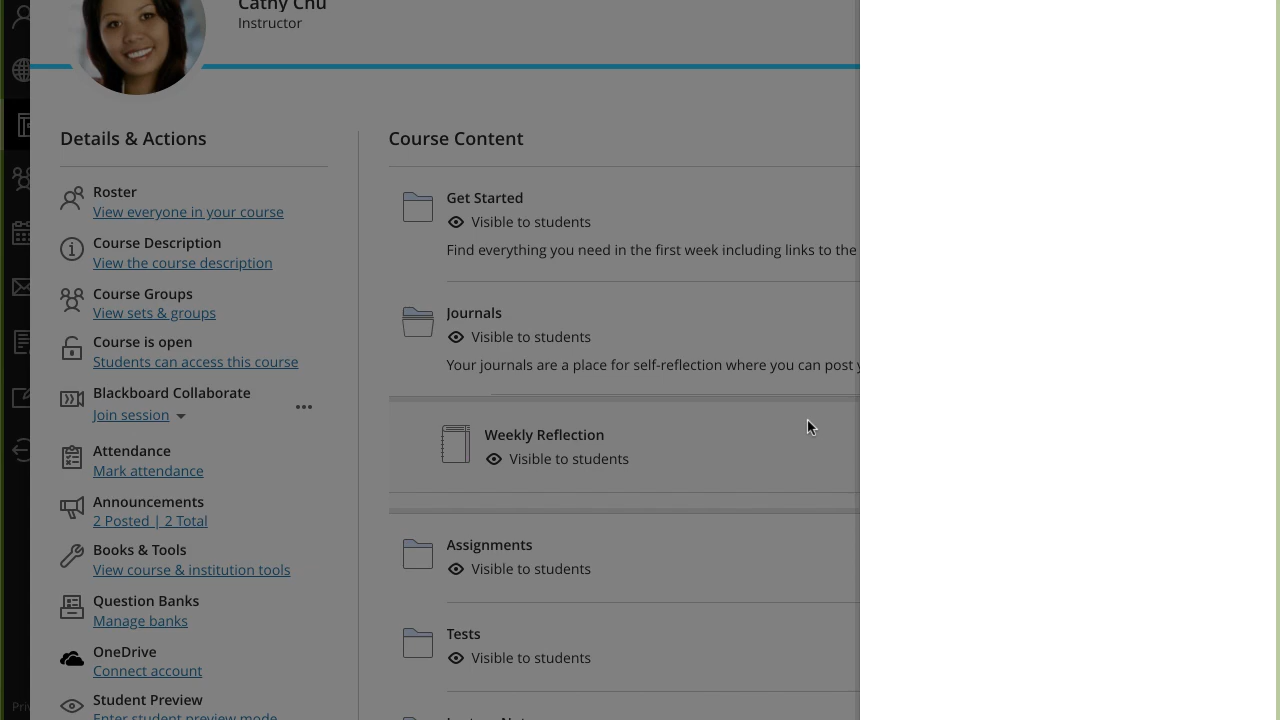 Cathy Chu
Instructor
Details & Actions
Roster
View everyone in your course
Course Description
View the course description
Course Groups
View sets & groups
Course is open
Students can access this course
Blackboard Collaborate
Join session
Attendance
Mark attendance
Announcements
2 Posted | 2 Total
Books & Tools
View course & institution tools
Question Banks
Manage banks
OneDrive
Connect account
Student Preview
Enter student preview mode
Course Content
Get Started
Visible to students
Find everything you need in the first week including links to the
Journals
Visible to students
Your journals are a place for self-reflection where you can post
Weekly Reflection
Visible to students
Assignments
Visible to students
Tests
Visible to students